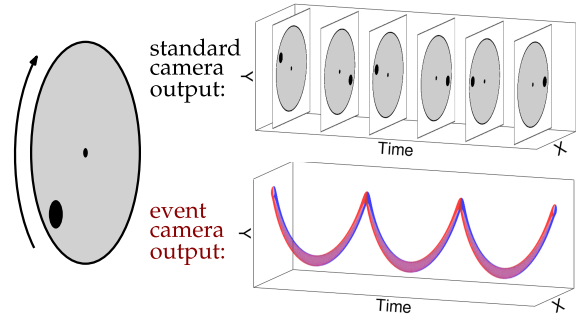 standard
camera
output:
Y
Time
X
event
camera
output:
Y
Time
X